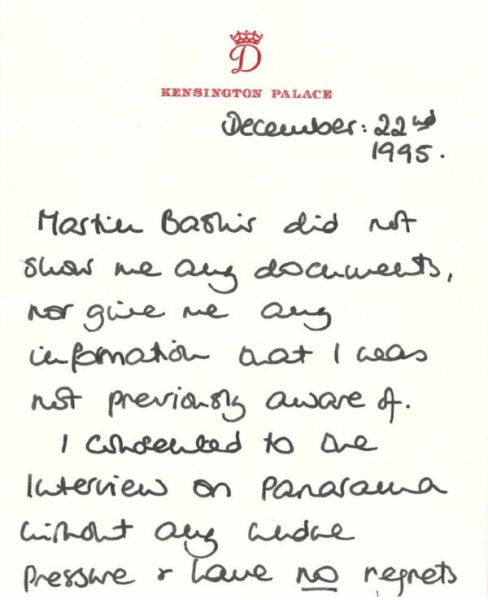 D
KENSINGTON PALACE
December: 22nd
1995.
Martin Bashir did not
show me any documents,
nor give me any
information that I was
not previously aware of.
I consented to the
interview on Panorama
without any undue
pressure & have no regrets